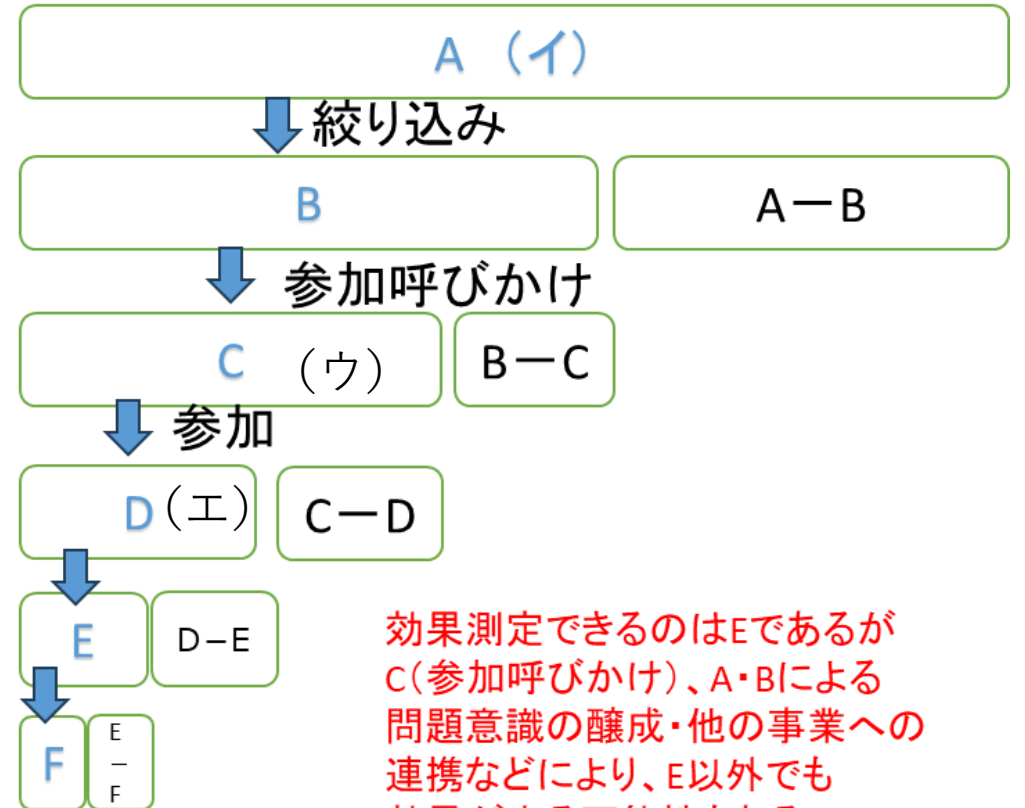 A （イ）
絞り込み
B
A－B
参加呼びかけ
C （ウ）
B－C
参加
D（エ）
C－D
E
D－E
F
E
－
F
効果測定できるのはEであるが
C（参加呼びかけ）、A・Bによる
問題意識の醸成・他の事業への
連携などにより、E以外でも